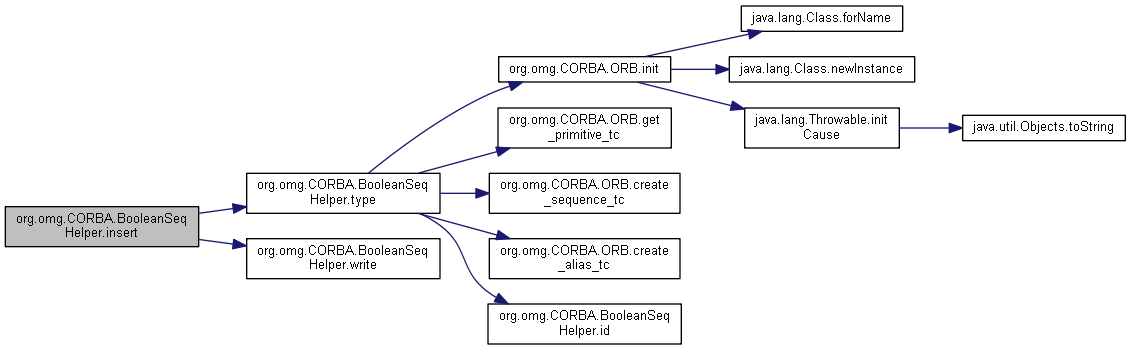 java.lang.Class.forName
org.omg.CORBA.ORB.init
java.lang.Class.newInstance
org.omg.CORBA.ORB.get
_primitive_tc
java.lang.Throwable.init
Cause
java.util.Objects.toString
org.omg.CORBA.BooleanSeq
Helper.type
org.omg.CORBA.ORB.create
_sequence_tc
org.omg.CORBA.BooleanSeq
Helper.insert
org.omg.CORBA.BooleanSeq
Helper.write
org.omg.CORBA.ORB.create
_alias_tc
org.omg.CORBA.BooleanSeq
Helper.id